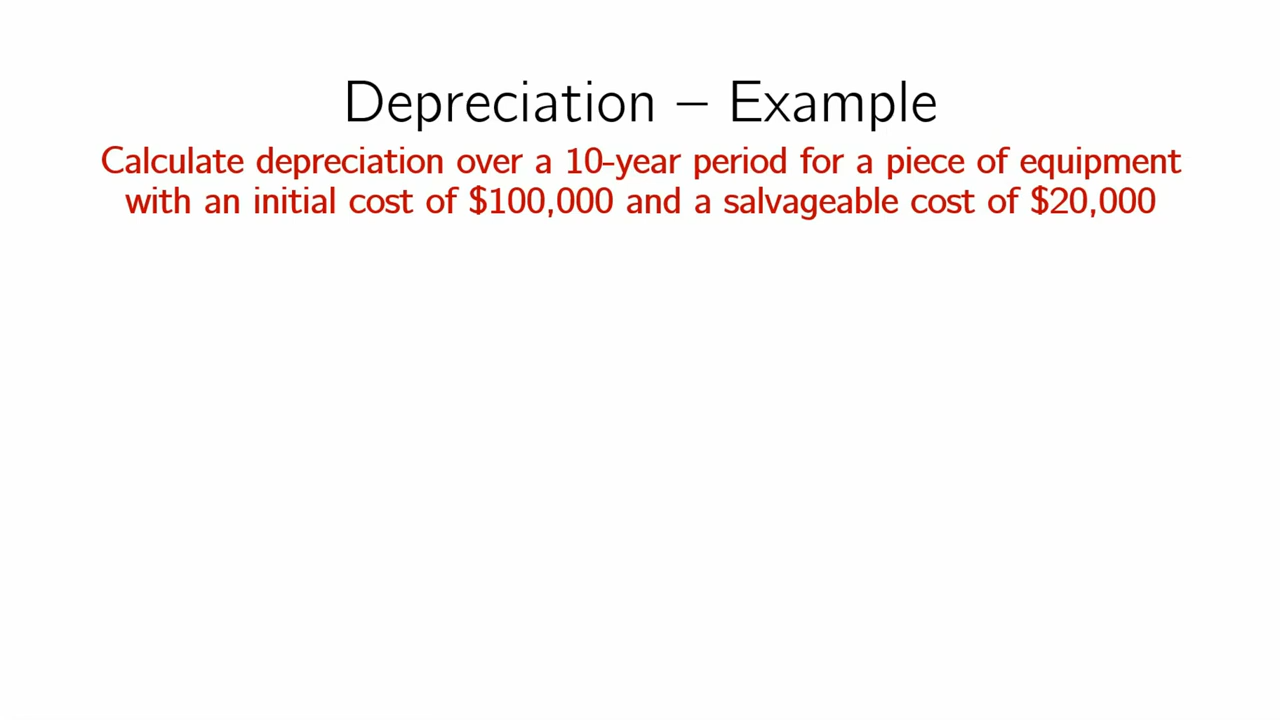 Depreciation – Example
Calculate depreciation over a 10-year period for a piece of equipment
with an initial cost of $100,000 and a salvageable cost of $20,000